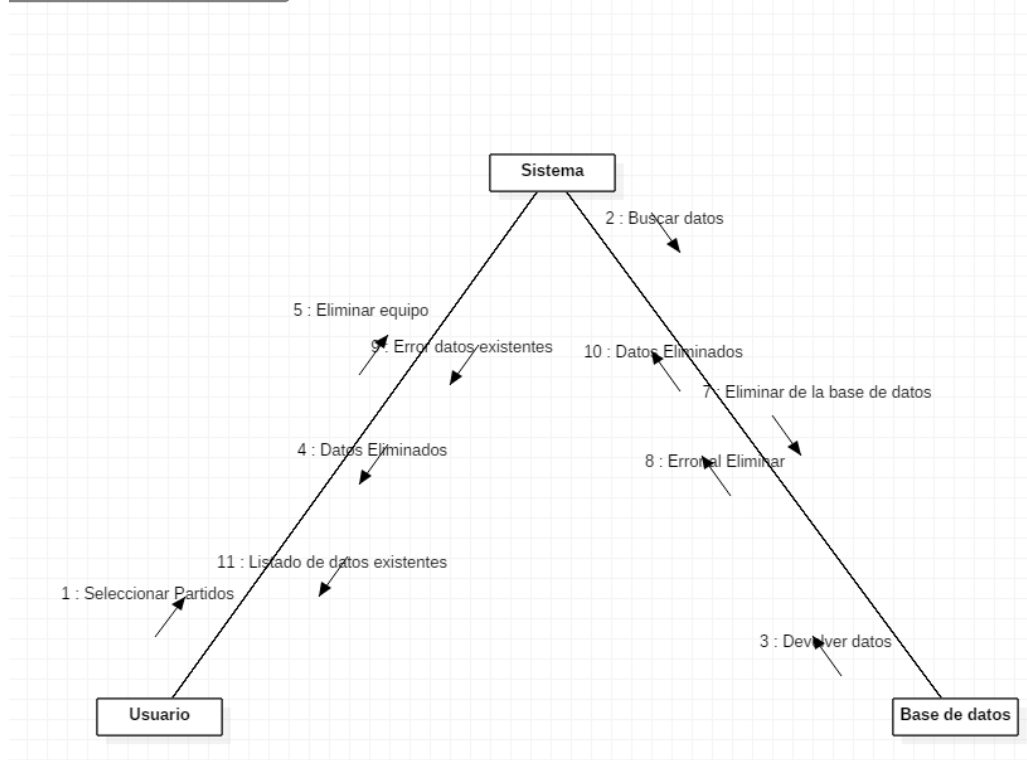 Sistema
2 : Buscar datos
5 : Eliminar equipo
9 : Error datos existentes
10 : Datos Eliminados
7 : Eliminar de la base de datos
4 : Datos Eliminados
8 : Error al Eliminar
11 : Listado de datos existentes
1 : Seleccionar Partidos
3 : Devolver datos
Usuario
Base de datos